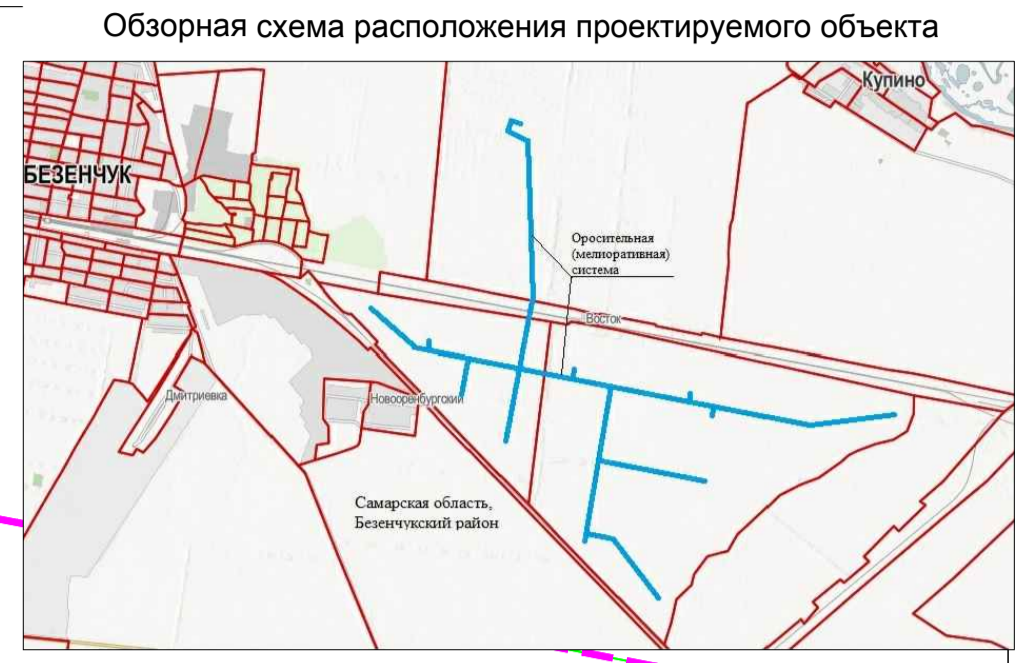 Обзорная схема расположения проектируемого объекта
Купино
БЕЗЕНЧУК
Оросительная
(мелиоративная)
система
Восток
Дмитриевка
Новооренбургский
Самарская область,
Безенчукский район